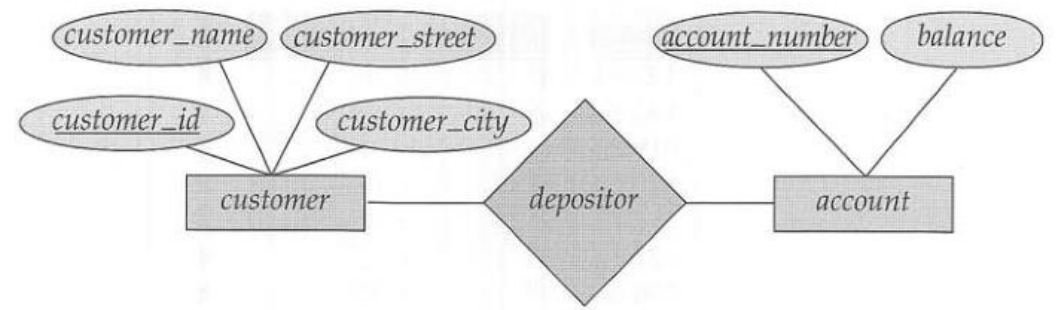 customer_name
customer_street
account_number
balance
customer_id
customer_city
customer
depositor
account